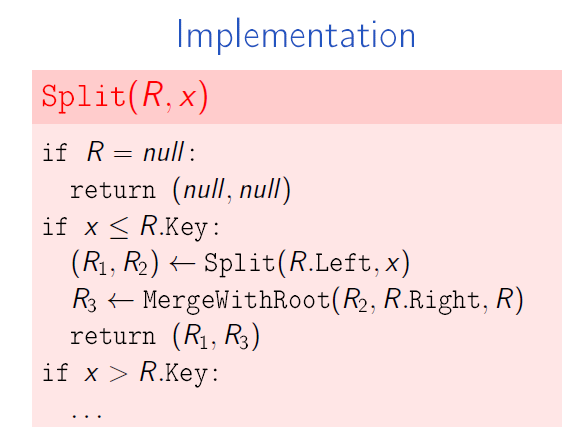 Implementation
Split(R, x)
if R = null:
return (null, null)
if x ≤ R.Key:
(R₁, R₂) ← Split(R.Left, x)
R₃ ← MergeWithRoot(R₂, R.Right, R)
return (R₁, R₃)
if x > R.Key:
...